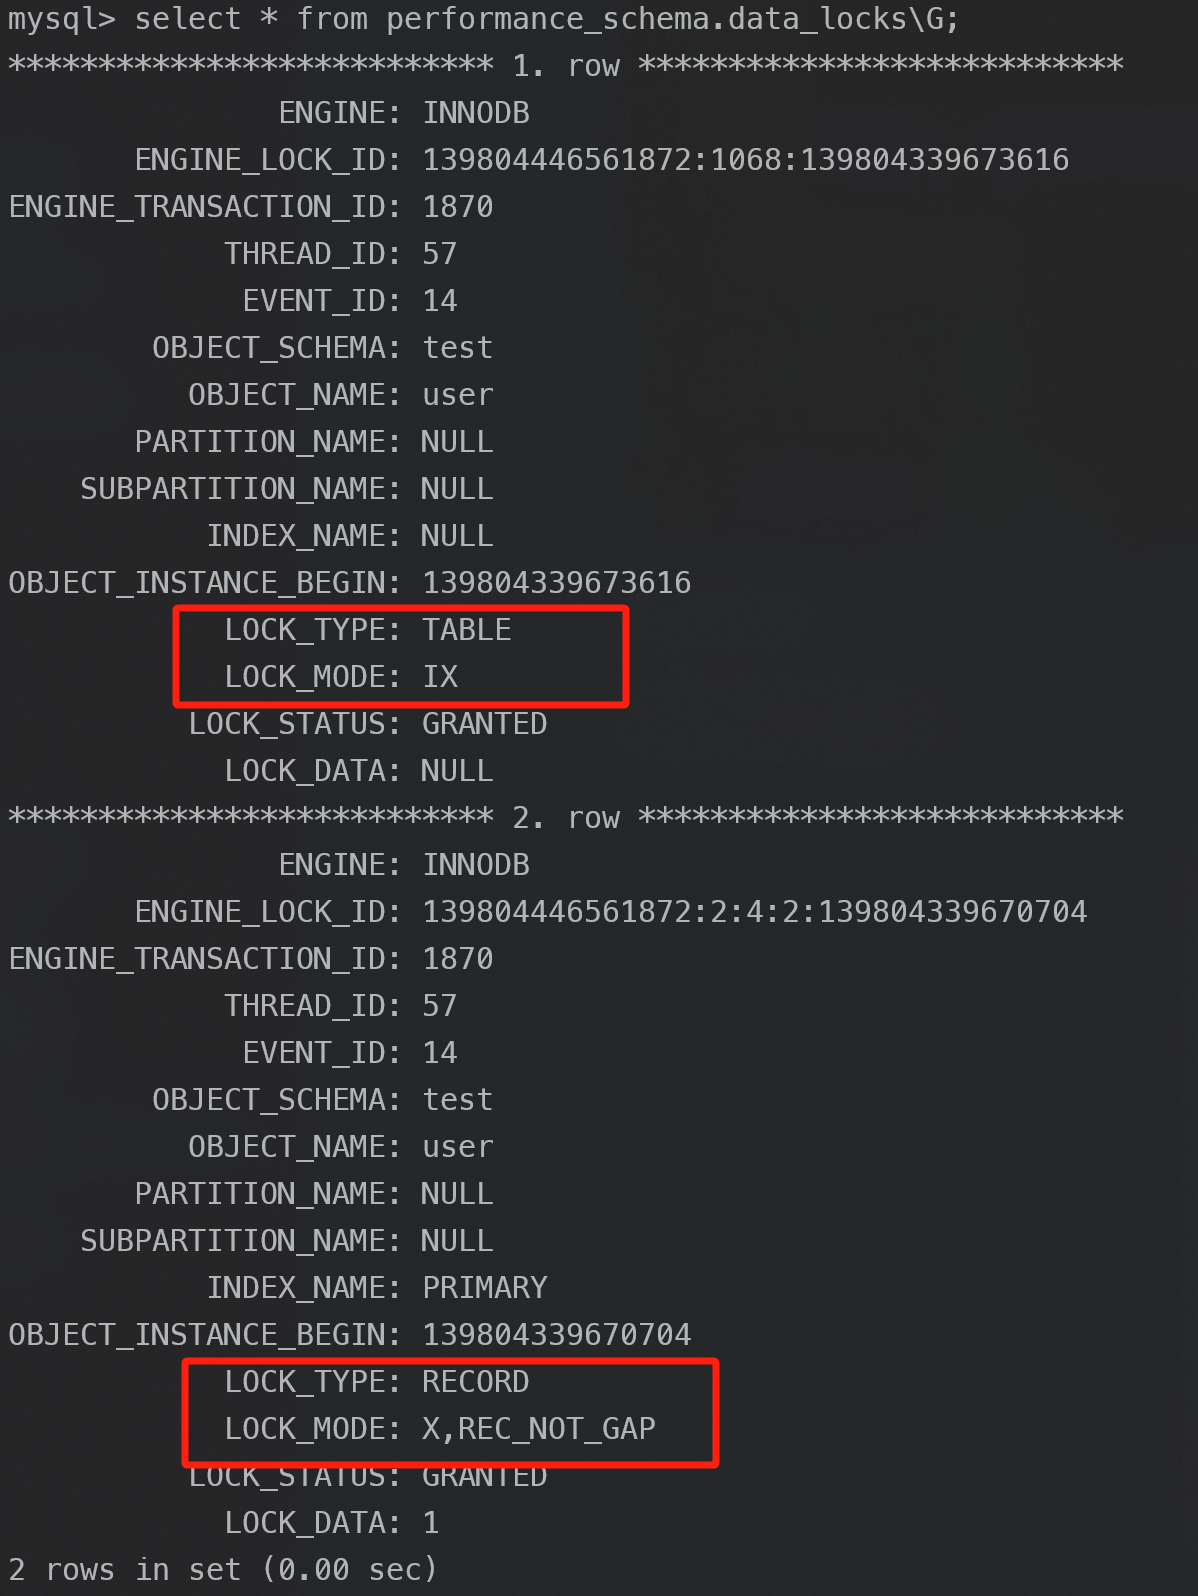 mysql> select * from performance_schema.data_locks\G;
*************************** 1. row ***************************
ENGINE: INNODB
ENGINE_LOCK_ID: 139804446561872:1068:139804339673616
ENGINE_TRANSACTION_ID: 1870
THREAD_ID: 57
EVENT_ID: 14
OBJECT_SCHEMA: test
OBJECT_NAME: user
PARTITION_NAME: NULL
SUBPARTITION_NAME: NULL
INDEX_NAME: NULL
OBJECT_INSTANCE_BEGIN: 139804339673616
LOCK_TYPE: TABLE
LOCK_MODE: IX
LOCK_STATUS: GRANTED
LOCK_DATA: NULL
*************************** 2. row ***************************
ENGINE: INNODB
ENGINE_LOCK_ID: 139804446561872:2:4:2:139804339670704
ENGINE_TRANSACTION_ID: 1870
THREAD_ID: 57
EVENT_ID: 14
OBJECT_SCHEMA: test
OBJECT_NAME: user
PARTITION_NAME: NULL
SUBPARTITION_NAME: NULL
INDEX_NAME: PRIMARY
OBJECT_INSTANCE_BEGIN: 139804339670704
LOCK_TYPE: RECORD
LOCK_MODE: X,REC_NOT_GAP
LOCK_STATUS: GRANTED
LOCK_DATA: 1
2 rows in set (0.00 sec)